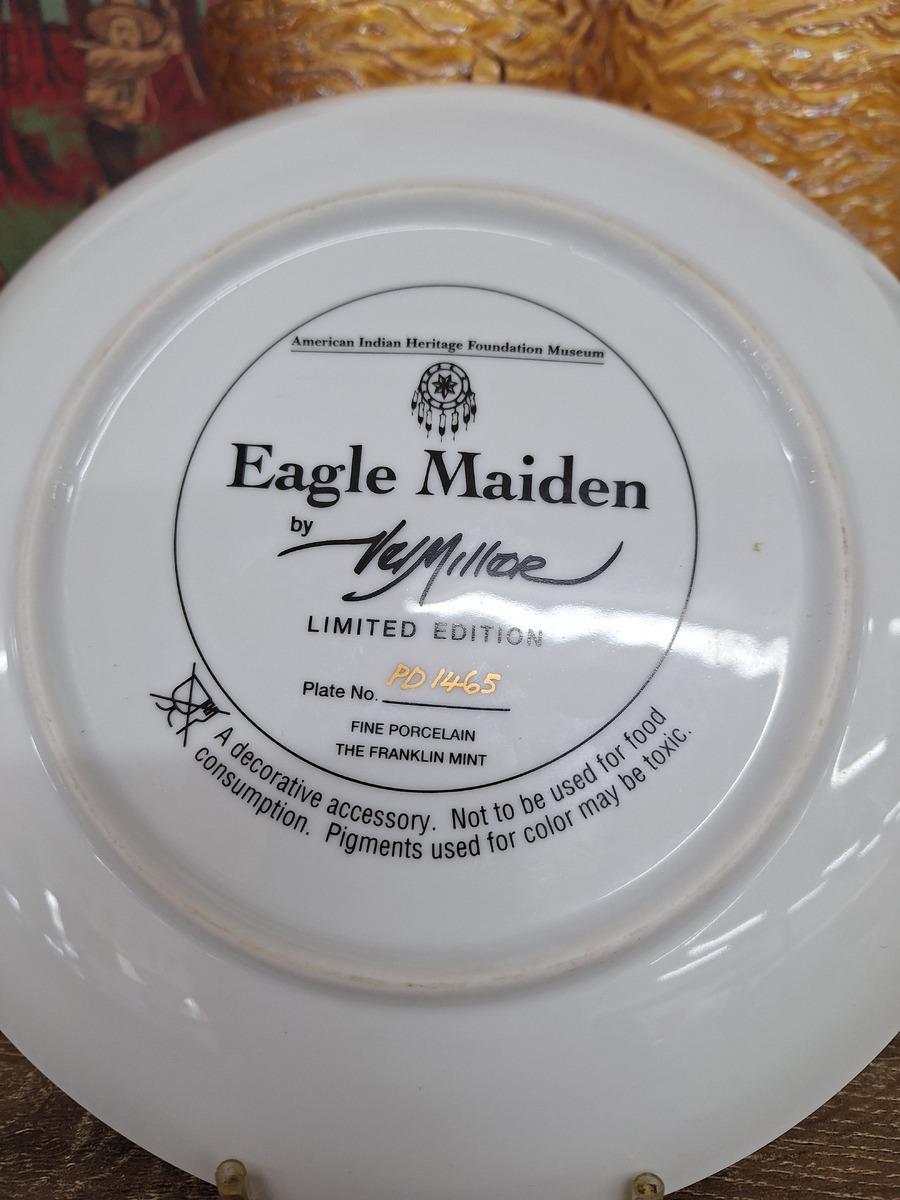 American Indian Heritage Foundation Museum
Eagle Maiden
by
LIMITED EDITION
Plate No. PD1465
FINE PORCELAIN
THE FRANKLIN MINT
A decorative accessory. Not to be used for food
consumption. Pigments used for color may be toxic.